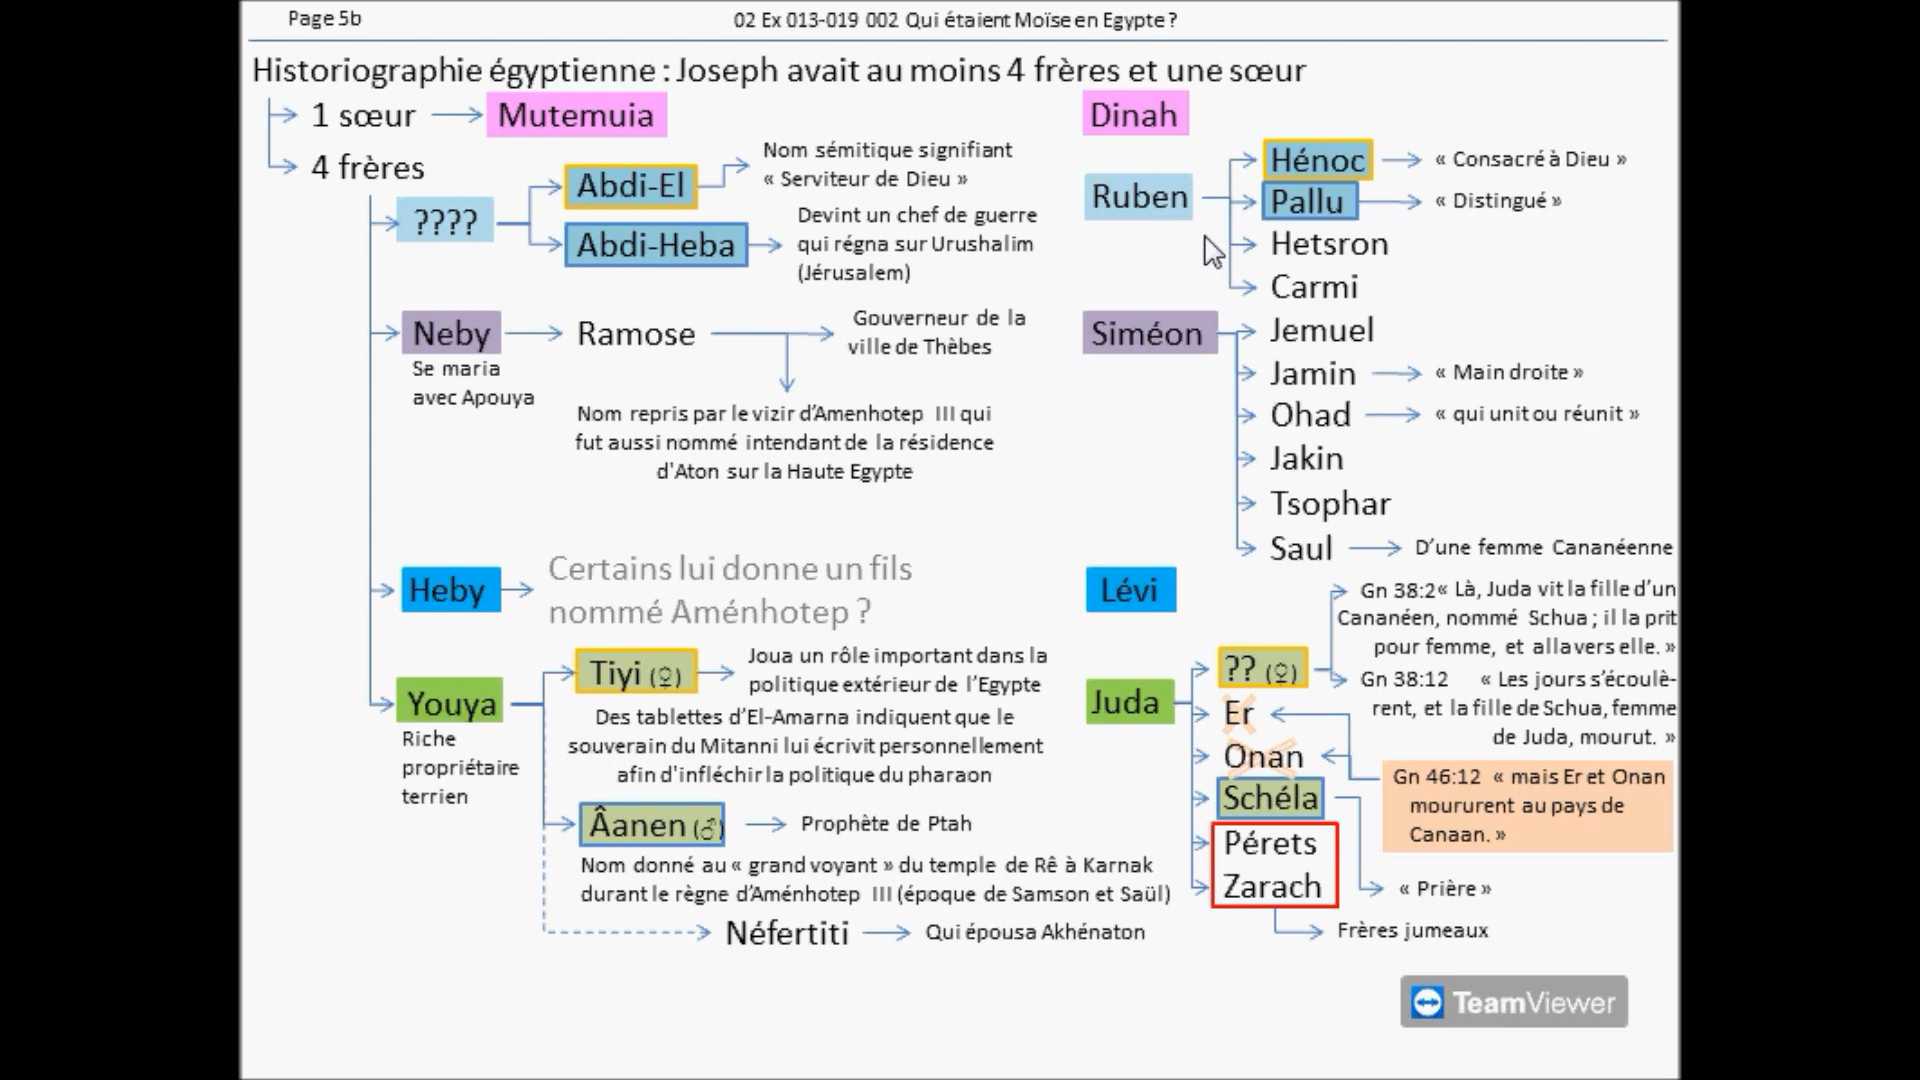 Page 5b
02 Ex 013-019 002 Qui étaient Moïse en Egypte ?
Historiographie égyptienne : Joseph avait au moins 4 frères et une sœur
1 sœur
Mutemuia
4 frères
????
Abdi-El
Nom sémitique signifiant
« Serviteur de Dieu »
Abdi-Heba
Devint un chef de guerre
qui régna sur Urushalim
(Jérusalem)
Neby
Se maria
avec Apouya
Ramose
Gouverneur de la
ville de Thèbes
Nom repris par le vizir d'Amenhotep III qui
fut aussi nommé intendant de la résidence
d'Aton sur la Haute Egypte
Heby
Certains lui donne un fils
nommé Aménhotep ?
Youya
Riche
propriétaire
terrien
Tiyi (♀)
Joua un rôle important dans la
politique extérieur de l'Egypte
Des tablettes d'El-Amarna indiquent que le
souverain du Mitanni lui écrivit personnellement
afin d'infléchir la politique du pharaon
Âanen (♂)
Prophète de Ptah
Nom donné au « grand voyant » du temple de Rê à Karnak
durant le règne d'Aménhotep III (époque de Samson et Saül)
Néfertiti
Qui épousa Akhénaton
Dinah
Ruben
Hénoc
« Consacré à Dieu »
Pallu
« Distingué »
Hetsron
Carmi
Siméon
Jemuel
Jamin
« Main droite »
Ohad
« qui unit ou réunit »
Jakin
Tsophar
Saul
D'une femme Cananéenne
Lévi
Juda
?? (♀)
Gn 38:2 « Là, Juda vit la fille d'un
Cananéen, nommé Schua ; il la prit
pour femme, et alla vers elle. »
Gn 38:12 « Les jours s'écoulè-
rent, et la fille de Schua, femme
de Juda, mourut. »
Er
Onan
Gn 46:12 « mais Er et Onan
moururent au pays de
Canaan. »
Schéla
« Prière »
Pérets
Zarach
Frères jumeaux
TeamViewer